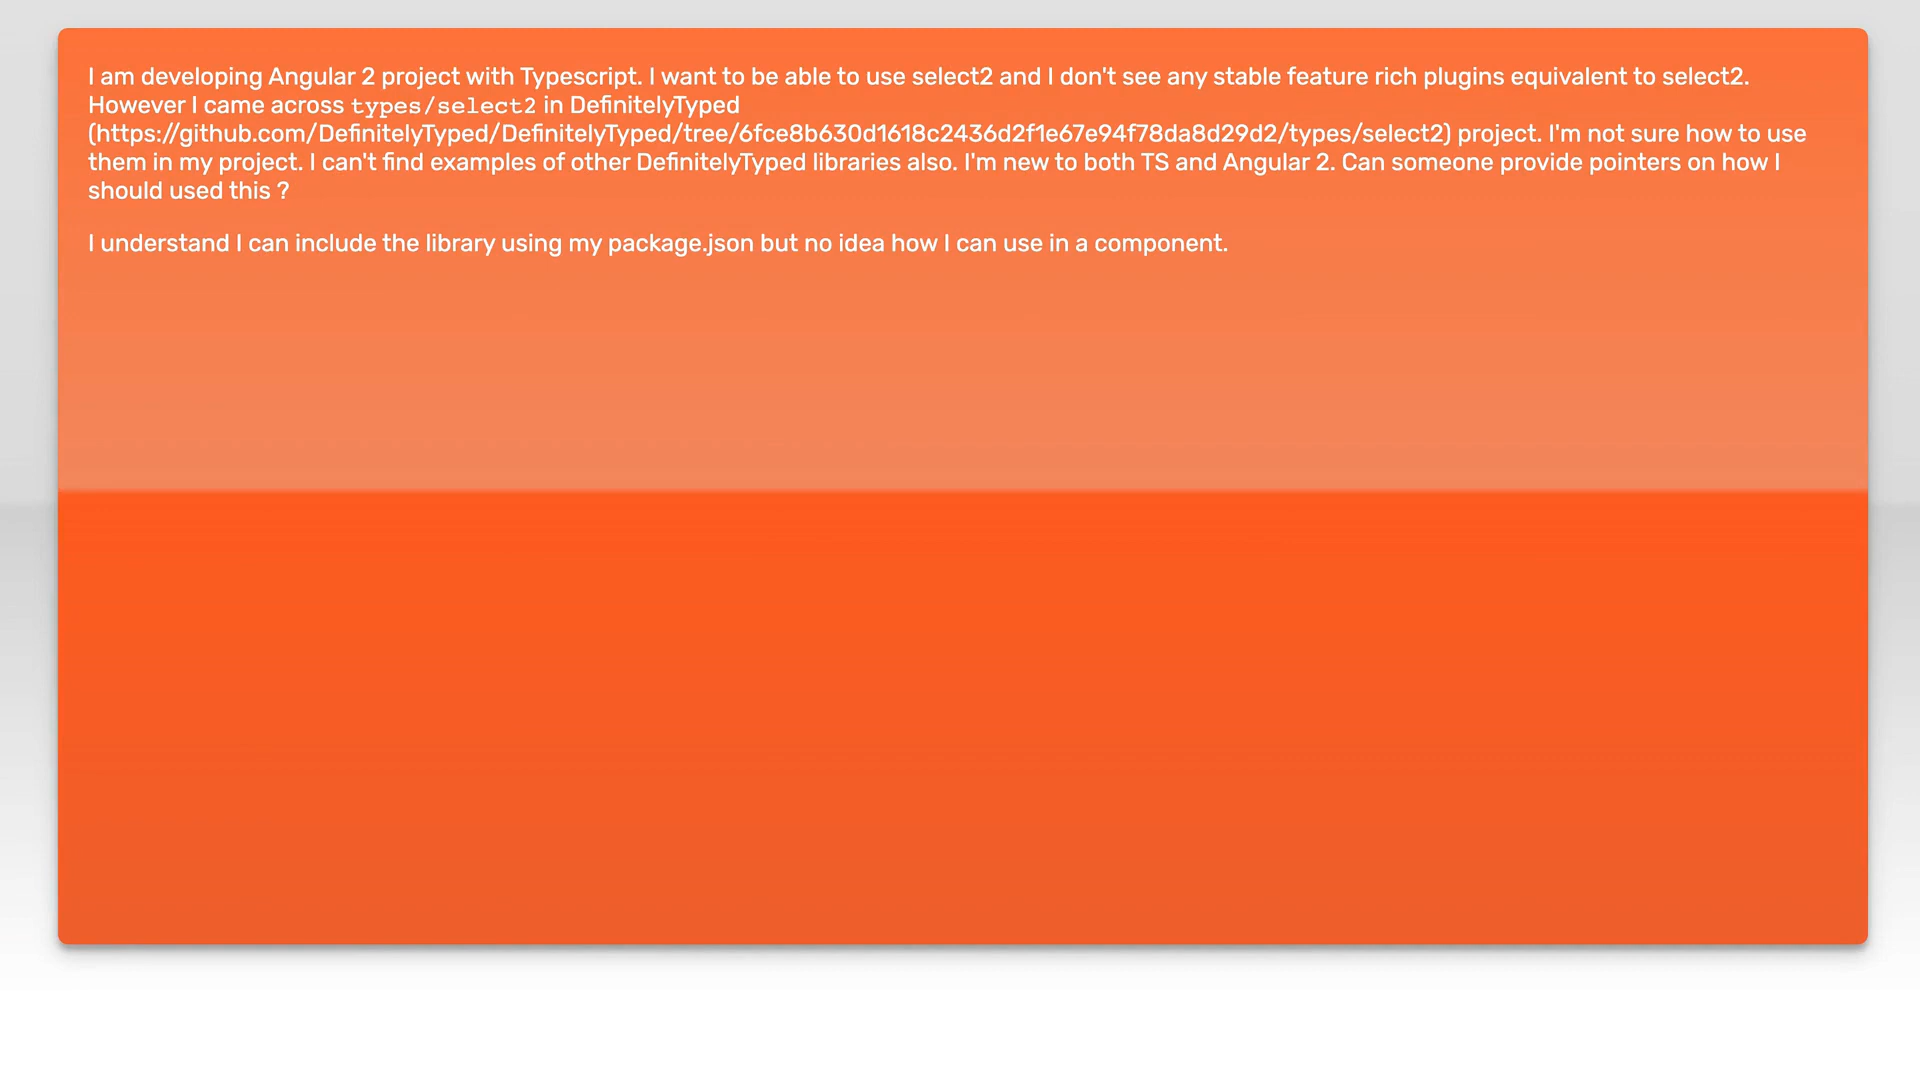 I am developing Angular 2 project with Typescript. I want to be able to use select2 and I don't see any stable feature rich plugins equivalent to select2.
However I came across types/select2 in DefinitelyTyped
(https://github.com/DefinitelyTyped/DefinitelyTyped/tree/6fce8b630d1618c2436d2f1e67e94f78da8d29d2/types/select2) project. I'm not sure how to use
them in my project. I can't find examples of other DefinitelyTyped libraries also. I'm new to both TS and Angular 2. Can someone provide pointers on how I
should used this ?
I understand I can include the library using my package.json but no idea how I can use in a component.